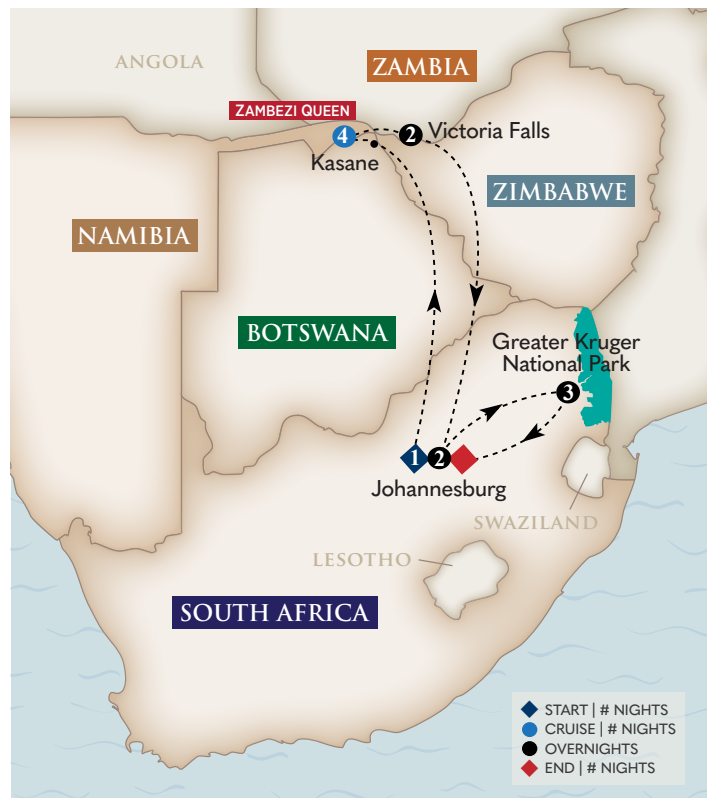 ANGOLA
ZAMBIA
ZAMBEZI QUEEN
4
2
Victoria Falls
Kasane
ZIMBABWE
NAMIBIA
BOTSWANA
Greater Kruger
National Park
3
1
2
Johannesburg
SWAZILAND
LESOTHO
SOUTH AFRICA
START | # NIGHTS
CRUISE | # NIGHTS
OVERNIGHTS
END | # NIGHTS